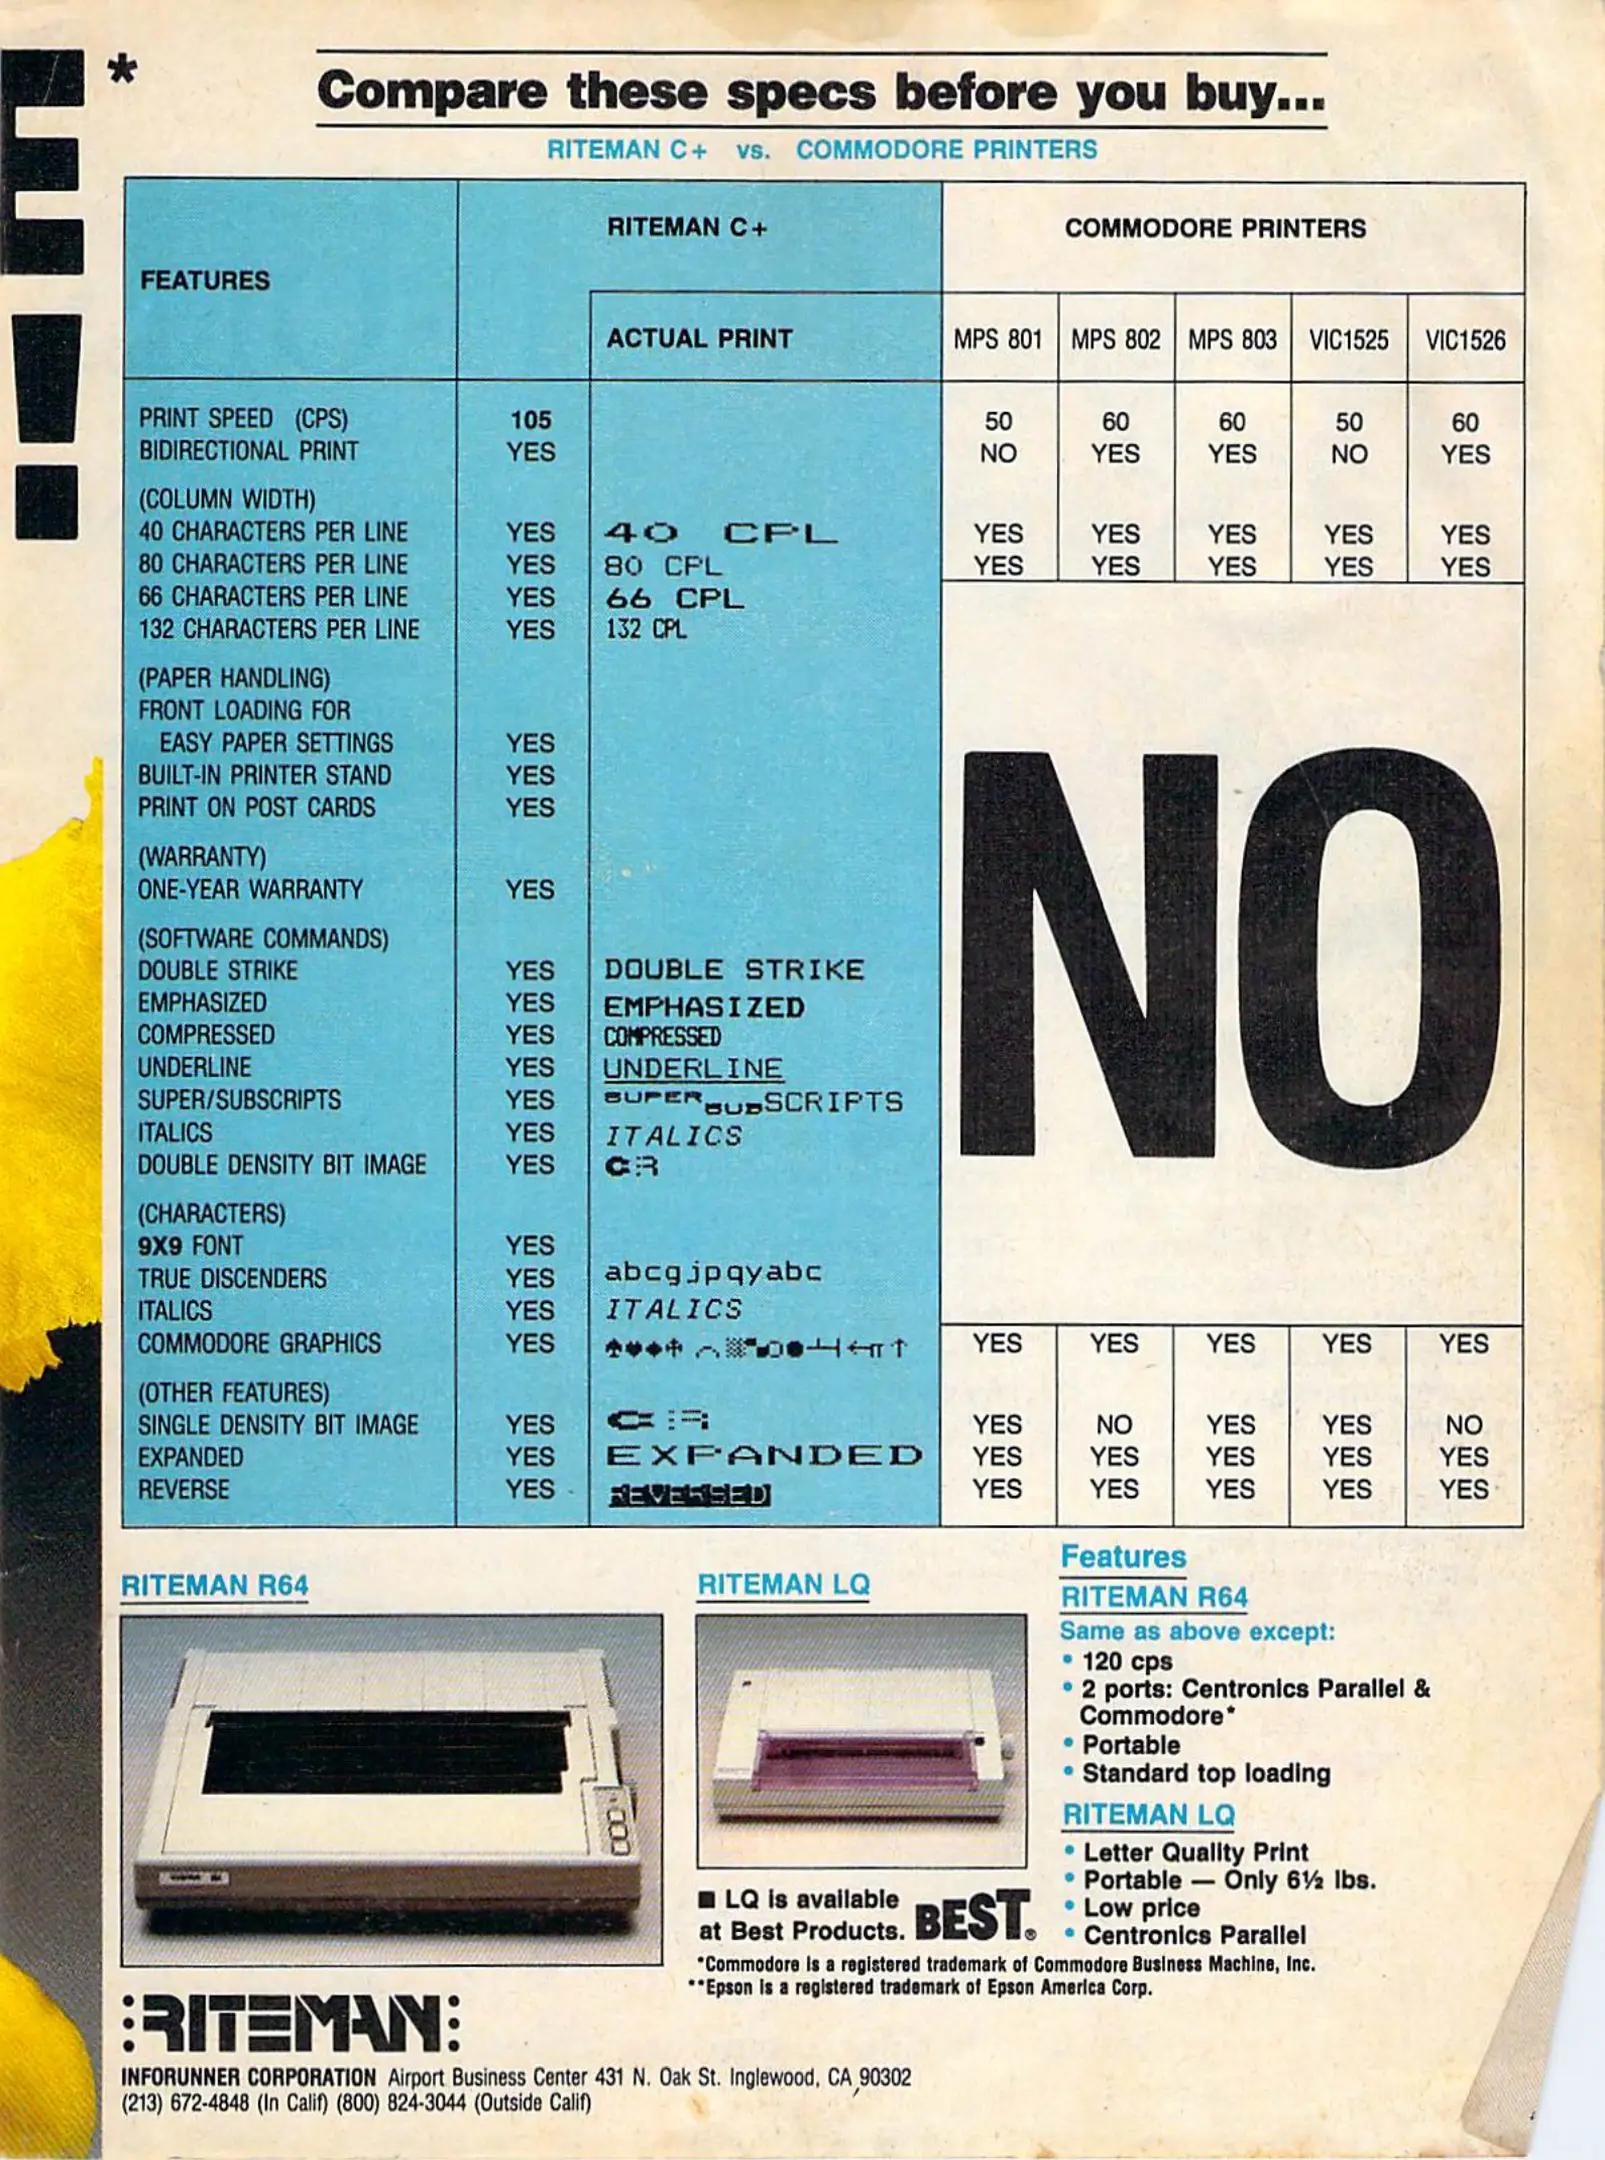 E!*
Compare these specs before you buy...
RITEMAN C+ vs. COMMODORE PRINTERS
FEATURES
RITEMAN C+
COMMODORE PRINTERS
ACTUAL PRINT
MPS 801 MPS 802 MPS 803 VIC1525 VIC1526
PRINT SPEED (CPS) 105 50 60 60 50 60
BIDIRECTIONAL PRINT YES NO YES YES NO YES
(COLUMN WIDTH)
40 CHARACTERS PER LINE YES 40 CPL YES YES YES YES YES
80 CHARACTERS PER LINE YES 80 CPL YES YES YES YES YES
66 CHARACTERS PER LINE YES 66 CPL
132 CHARACTERS PER LINE YES 132 CPL
(PAPER HANDLING)
FRONT LOADING FOR
EASY PAPER SETTINGS YES
BUILT-IN PRINTER STAND YES
PRINT ON POST CARDS YES
(WARRANTY)
ONE-YEAR WARRANTY YES
NO
(SOFTWARE COMMANDS)
DOUBLE STRIKE YES DOUBLE STRIKE
EMPHASIZED YES EMPHASIZED
COMPRESSED YES COMPRESSED
UNDERLINE YES UNDERLINE
SUPER/SUBSCRIPTS YES SUPERSUBSCRIPTS
ITALICS YES ITALICS
DOUBLE DENSITY BIT IMAGE YES C:R
(CHARACTERS)
9X9 FONT YES
TRUE DISCENDERS YES abcgjpqyabc
ITALICS YES ITALICS
COMMODORE GRAPHICS YES YES YES YES YES YES
(OTHER FEATURES)
SINGLE DENSITY BIT IMAGE YES YES NO YES YES NO
EXPANDED YES EXPANDED YES YES YES YES YES
REVERSE YES REVERSED YES YES YES YES YES
RITEMAN R64
RITEMAN LQ
■ LQ is available
at Best Products. BEST®
Features
RITEMAN R64
Same as above except:
• 120 cps
• 2 ports: Centronics Parallel &
Commodore*
• Portable
• Standard top loading
RITEMAN LQ
• Letter Quality Print
• Portable — Only 6½ lbs.
• Low price
• Centronics Parallel
*Commodore is a registered trademark of Commodore Business Machine, Inc.
**Epson is a registered trademark of Epson America Corp.
:RITEMAN:
INFORUNNER CORPORATION Airport Business Center 431 N. Oak St. Inglewood, CA 90302
(213) 672-4848 (In Calif) (800) 824-3044 (Outside Calif)